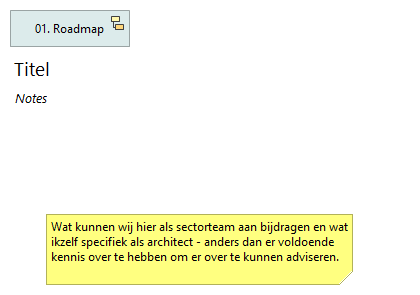 01. Roadmap
Titel
Notes
Wat kunnen wij hier als sectorteam aan bijdragen en wat
ikzelf specifiek als architect - anders dan er voldoende
kennis over te hebben om er over te kunnen adviseren.